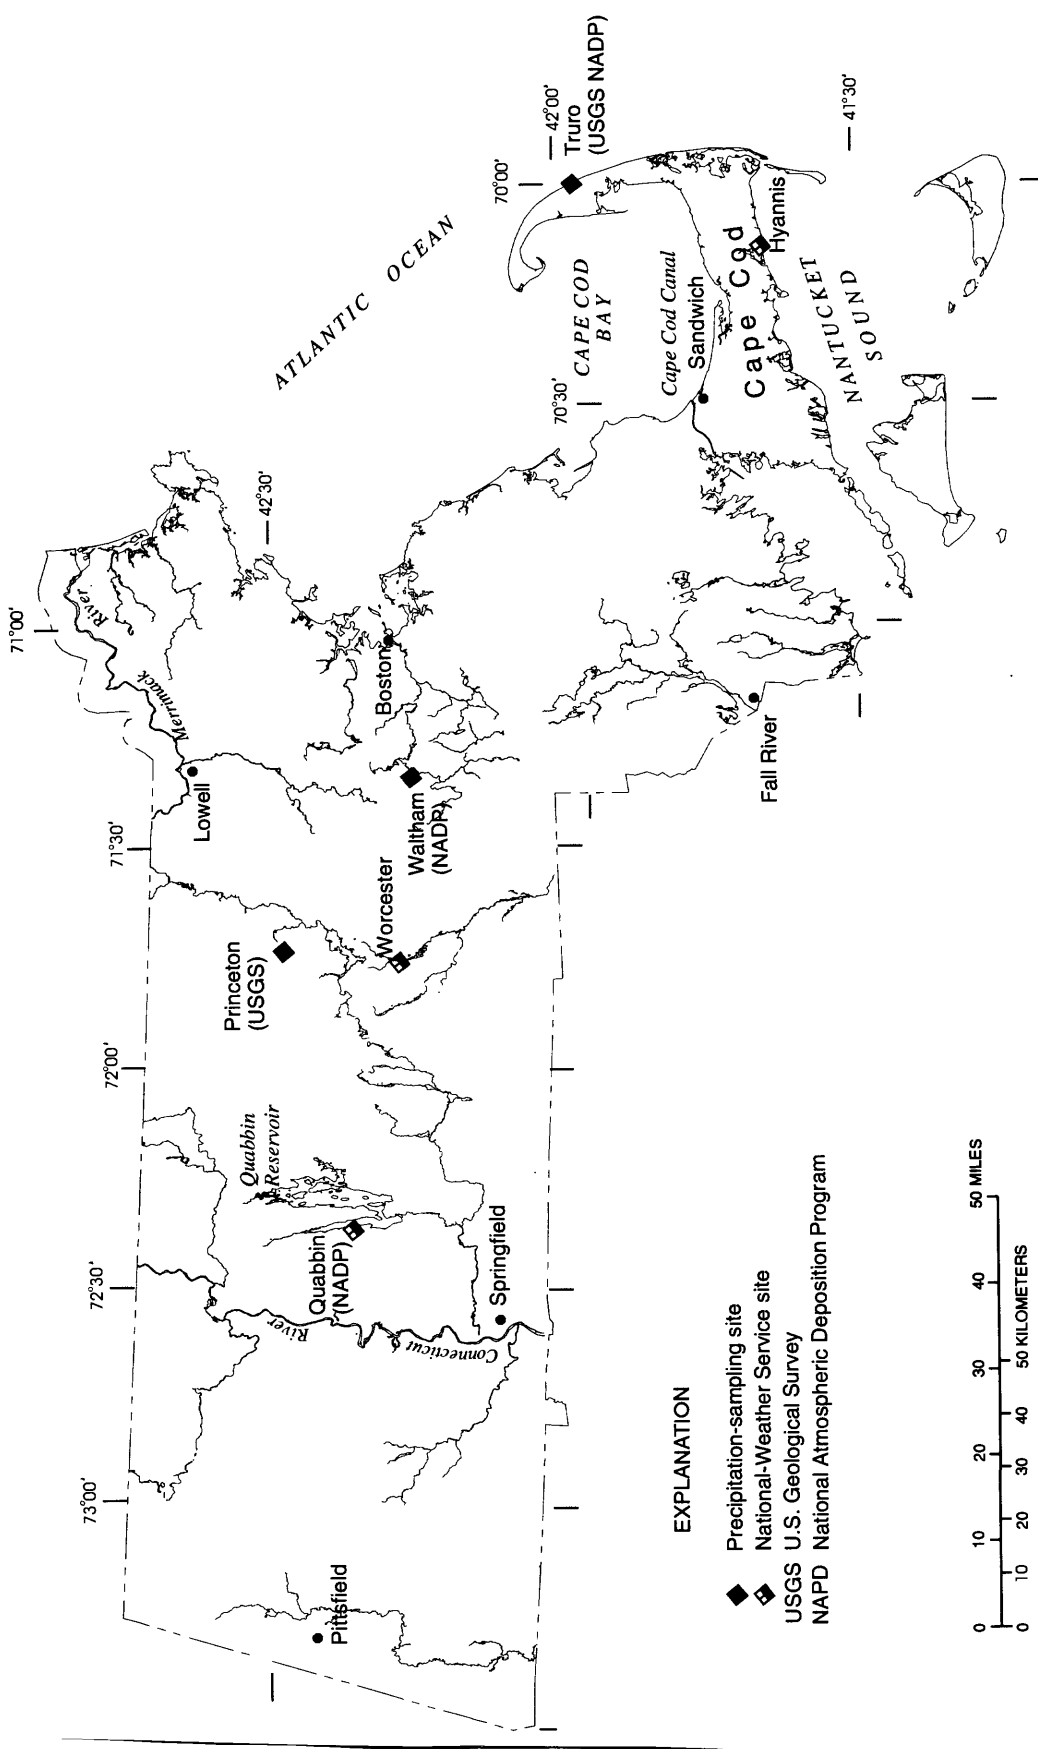 71°00'
71°30'
72°00'
72°30'
73°00'
42°30'
70°30'
70°00'
42°00'
41°30'
ATLANTIC OCEAN
Truro
(USGS NADP)
CAPE COD
BAY
Cape Cod Canal
Sandwich
Cape Cod
Hyannis
NANTUCKET
SOUND
Merrimack
River
Lowell
Boston
Waltham
(NADP)
Fall River
Worcester
Princeton
(USGS)
Quabbin
Reservoir
Quabbin
(NADP)
Springfield
Connecticut
River
Pittsfield
EXPLANATION
Precipitation-sampling site
National-Weather Service site
USGS U.S. Geological Survey
NAPD National Atmospheric Deposition Program
0 10 20 30 40 50 MILES
0 10 20 30 40 50 KILOMETERS